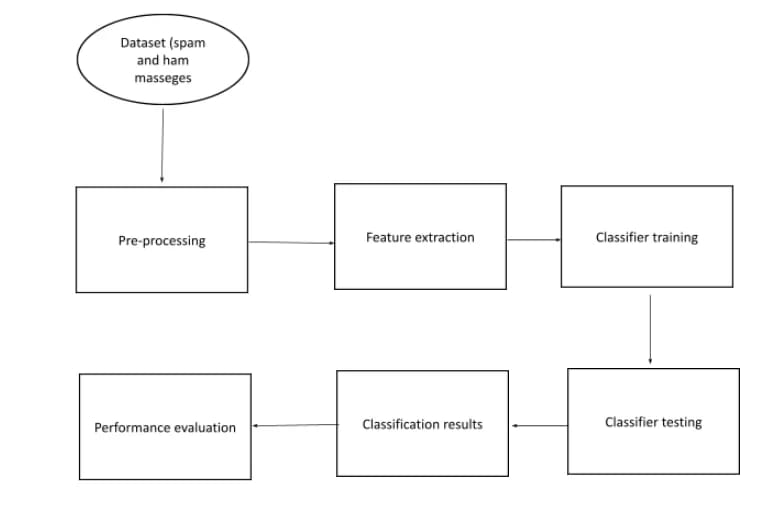 Dataset (spam
and ham
masseges
Pre-processing
Feature extraction
Classifier training
Classifier testing
Classification results
Performance evaluation